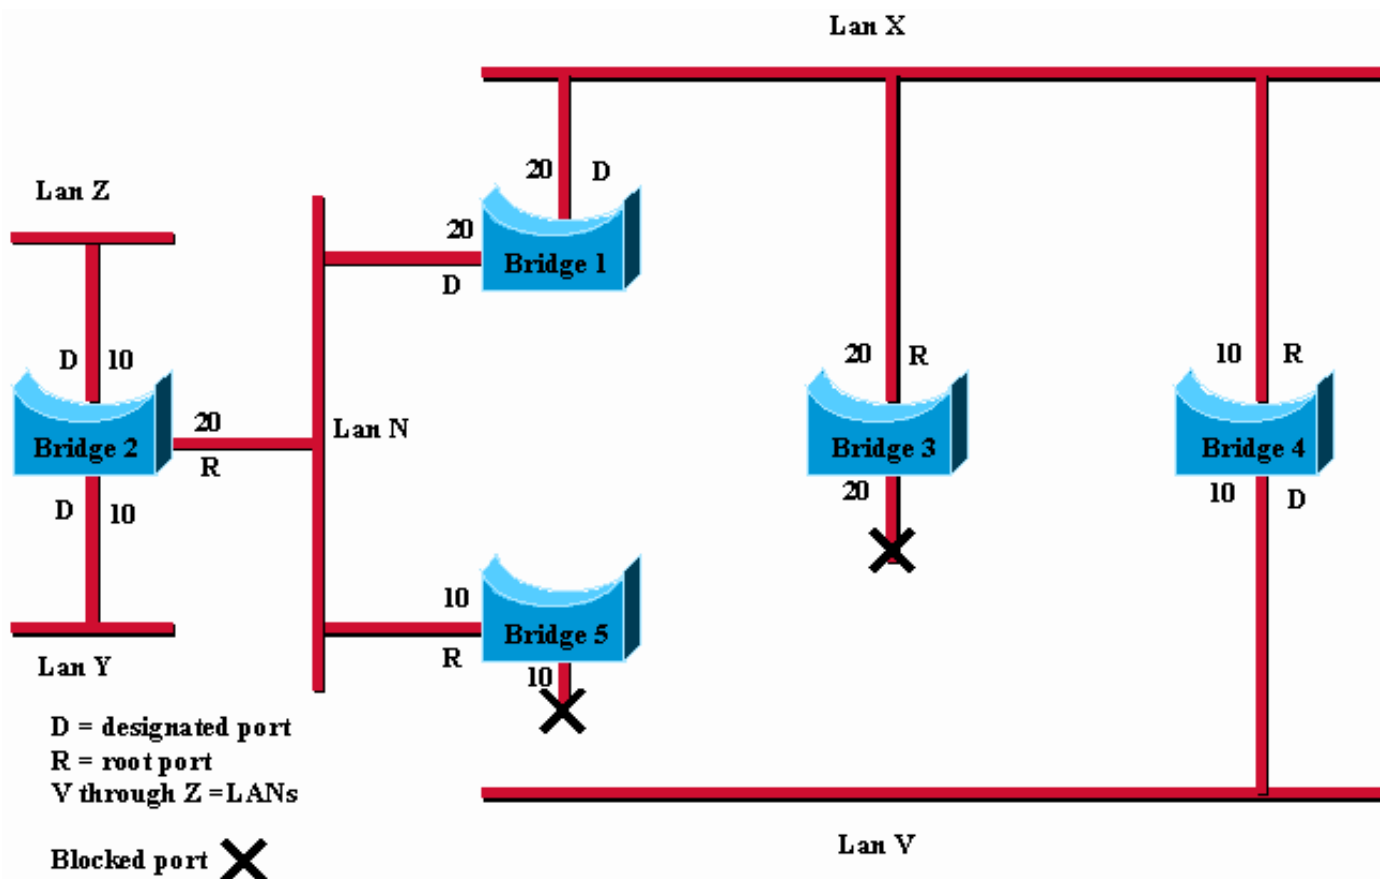 Lan X
20 D
Lan Z
20
Bridge 1
D
D 10
20 R
10 R
20
Lan N
Bridge 2
Bridge 3
Bridge 4
R
20
10 D
D 10
10
Bridge 5
Lan Y
R
10
D = designated port
R = root port
V through Z =LANs
Lan V
Blocked port